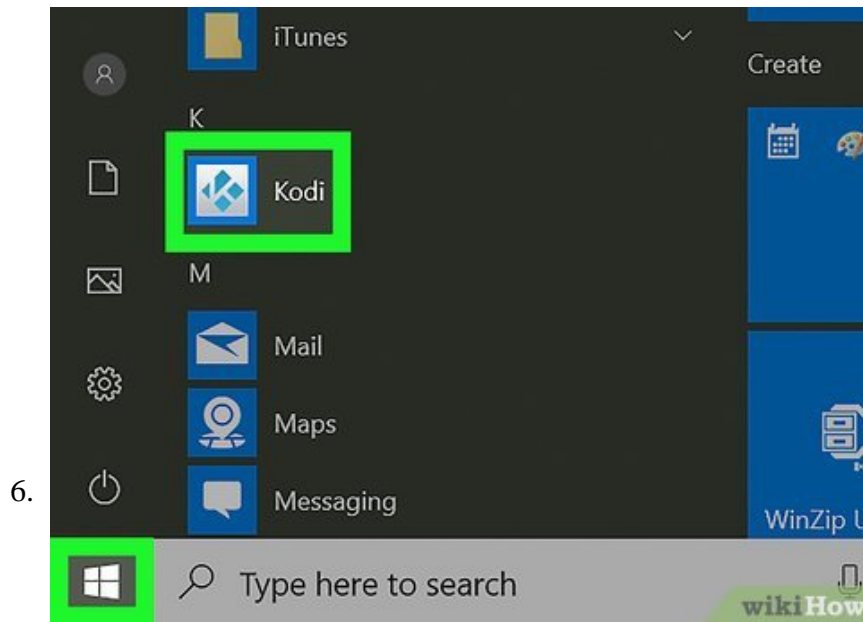 iTunes
Create
K
Kodi
M
Mail
Maps
Messaging
WinZip U
6.
Type here to search
wikiHow